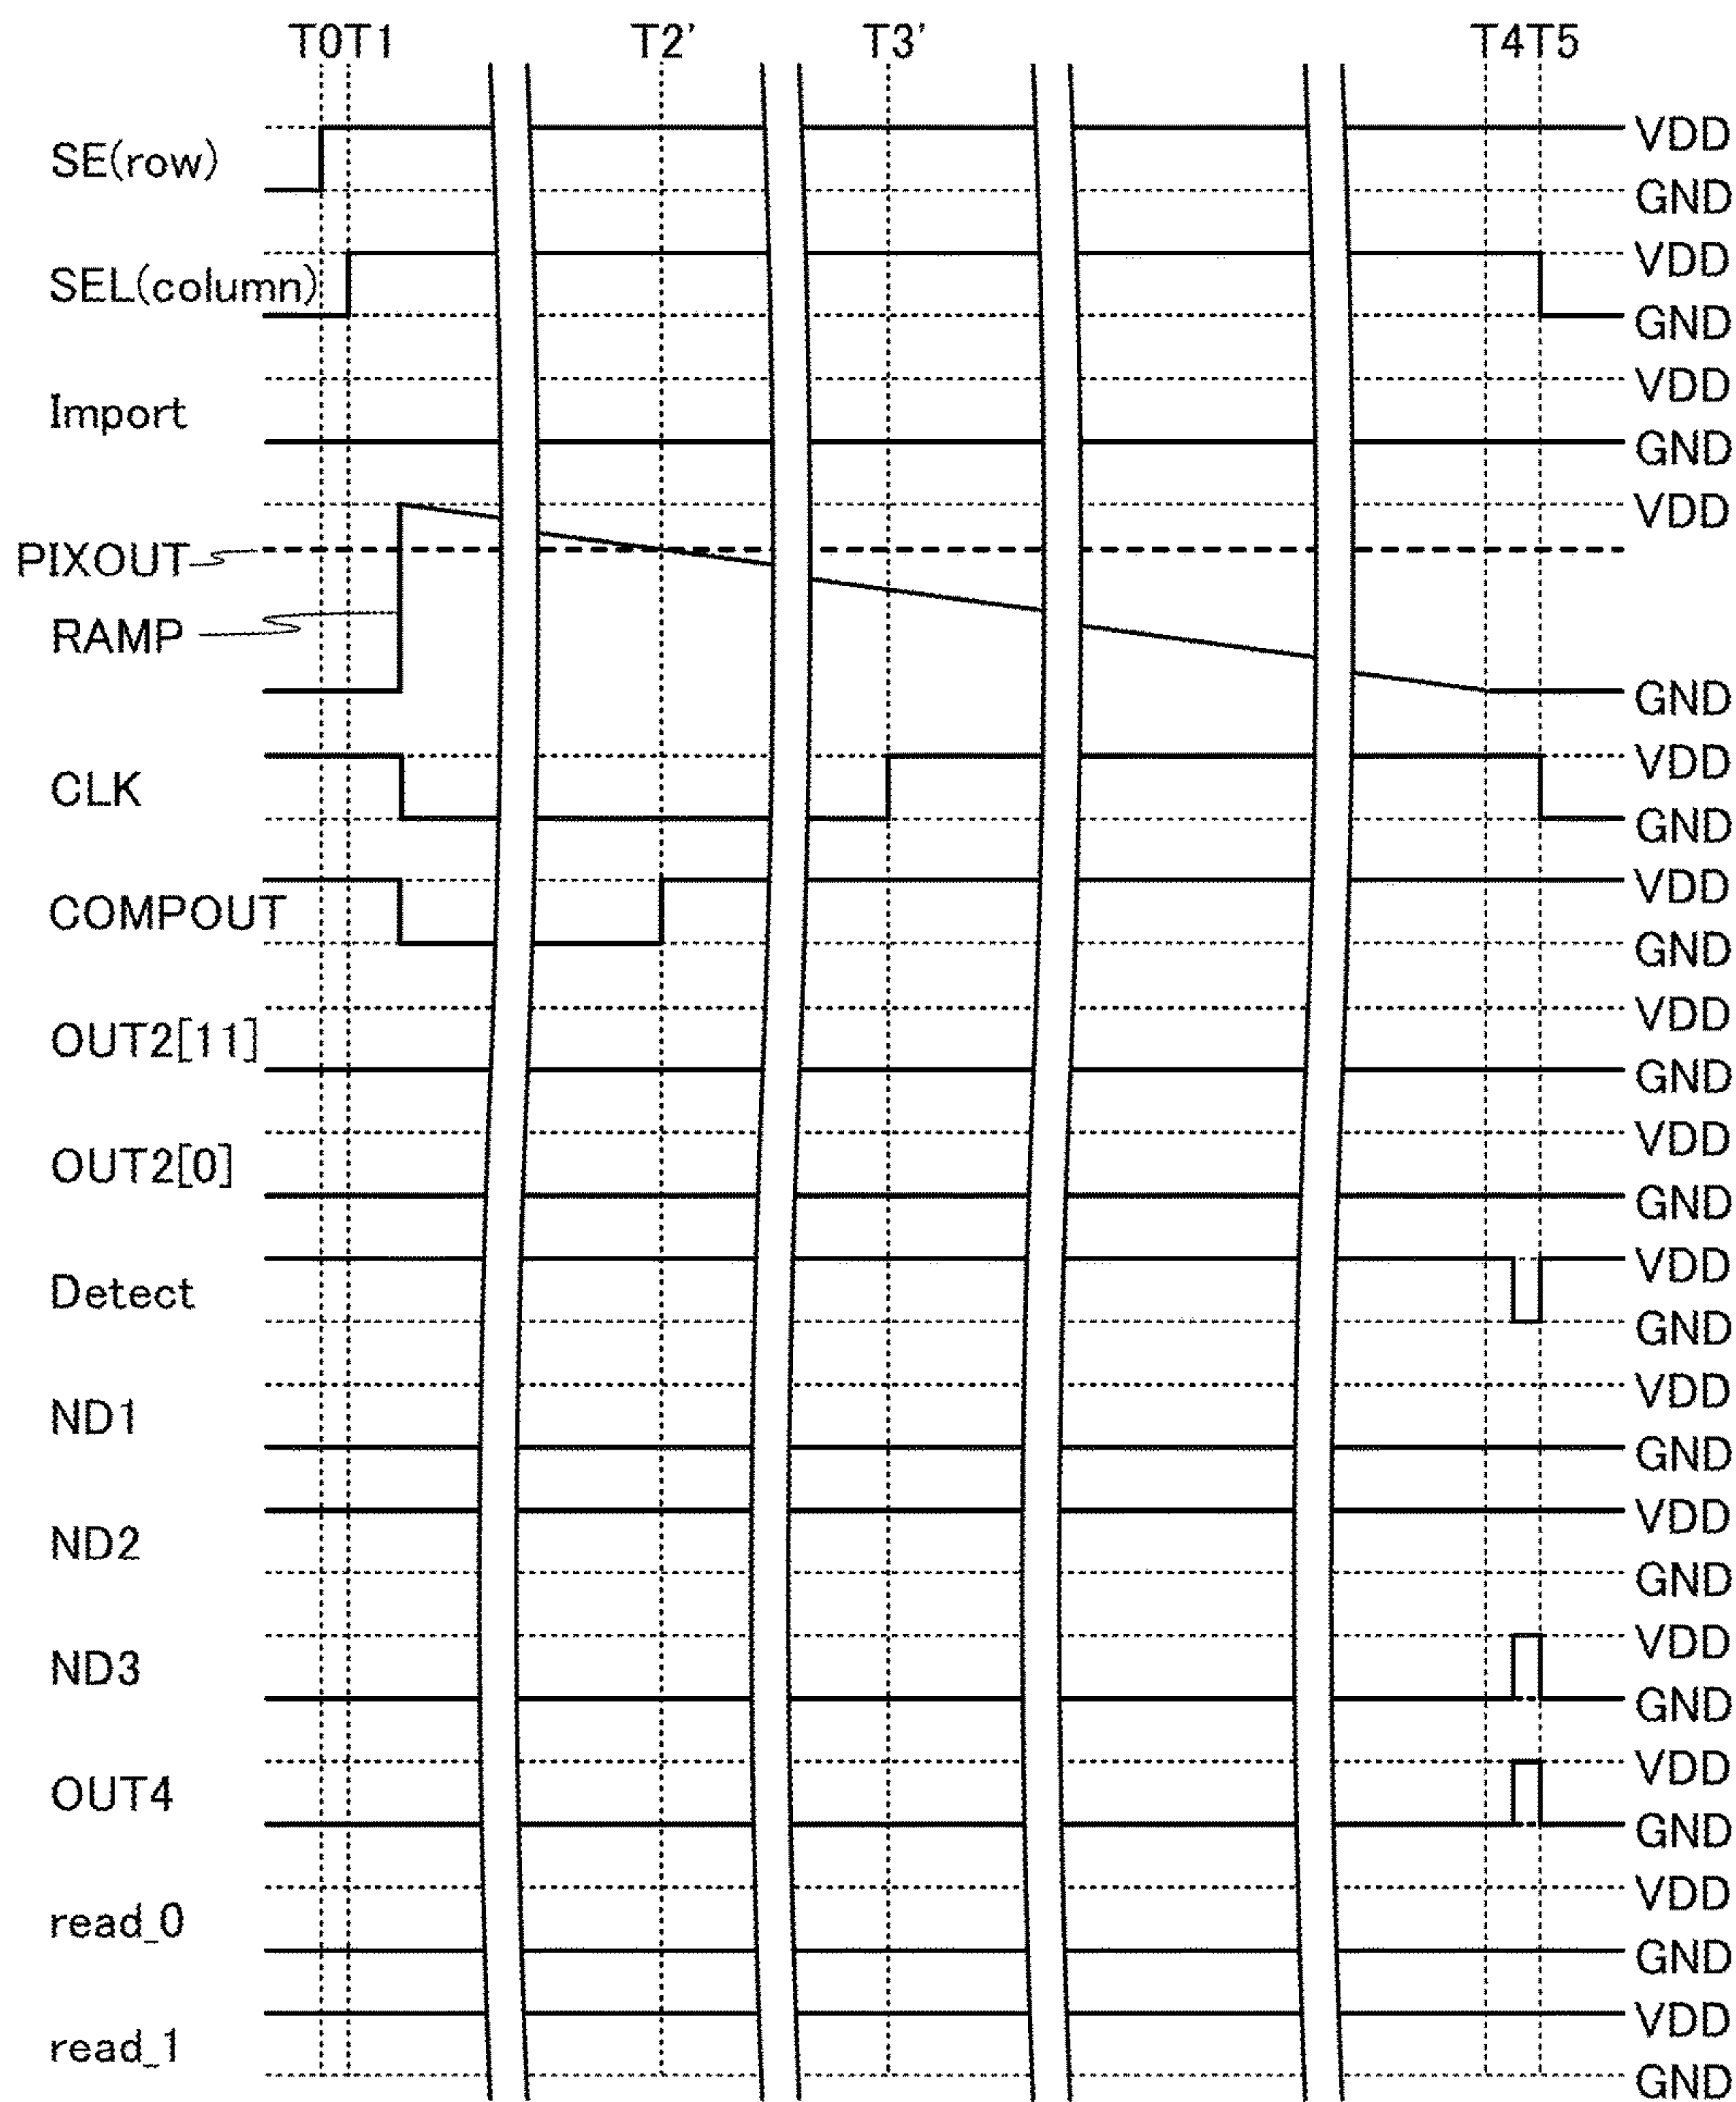 T0T1 T2' T3' T4T5
SE(row) VDD
GND
SEL(column) VDD
GND
Import VDD
GND
VDD
PIXOUT
RAMP
GND
CLK VDD
GND
COMPOUT VDD
GND
OUT2[11] VDD
GND
OUT2[0] VDD
GND
Detect VDD
GND
ND1 VDD
GND
ND2 VDD
GND
ND3 VDD
GND
OUT4 VDD
GND
read_0 VDD
GND
read_1 VDD
GND